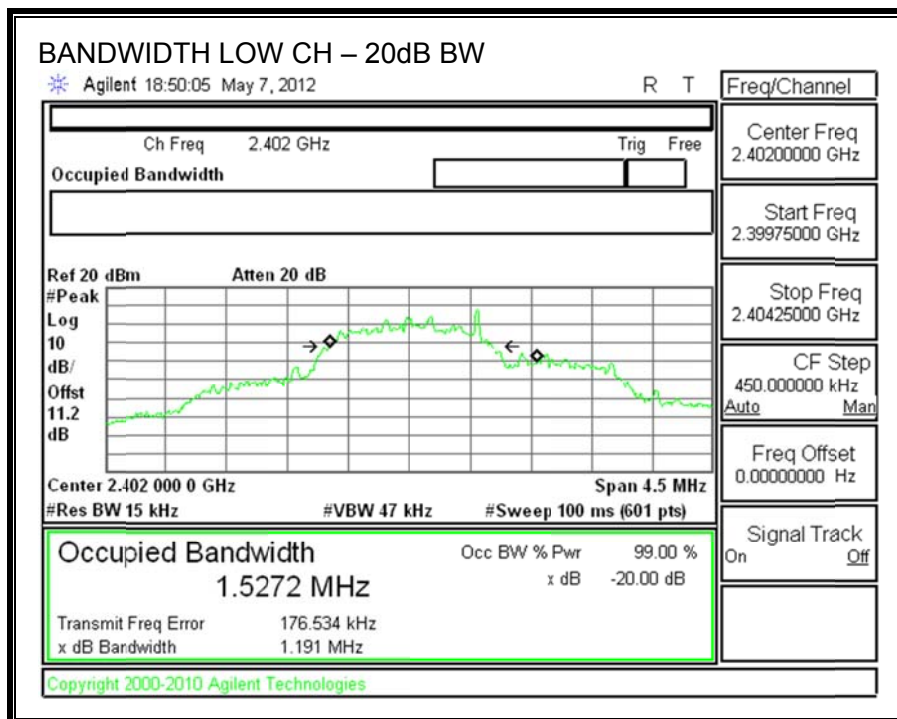 BANDWIDTH LOW CH – 20dB BW
Agilent 18:50:05 May 7, 2012 R T
Freq/Channel
Ch Freq 2.402 GHz Trig Free
Occupied Bandwidth
Center Freq
2.40200000 GHz
Start Freq
2.39975000 GHz
Stop Freq
2.40425000 GHz
CF Step
450.000000 kHz
Auto Man
Freq Offset
0.00000000 Hz
Signal Track
On Off
Ref 20 dBm Atten 20 dB
#Peak
Log
10
dB/
Offst
11.2
dB
Center 2.402 000 0 GHz Span 4.5 MHz
#Res BW 15 kHz #VBW 47 kHz #Sweep 100 ms (601 pts)
Occupied Bandwidth Occ BW % Pwr 99.00 %
1.5272 MHz x dB -20.00 dB
Transmit Freq Error 176.534 kHz
x dB Bandwidth 1.191 MHz
Copyright 2000-2010 Agilent Technologies